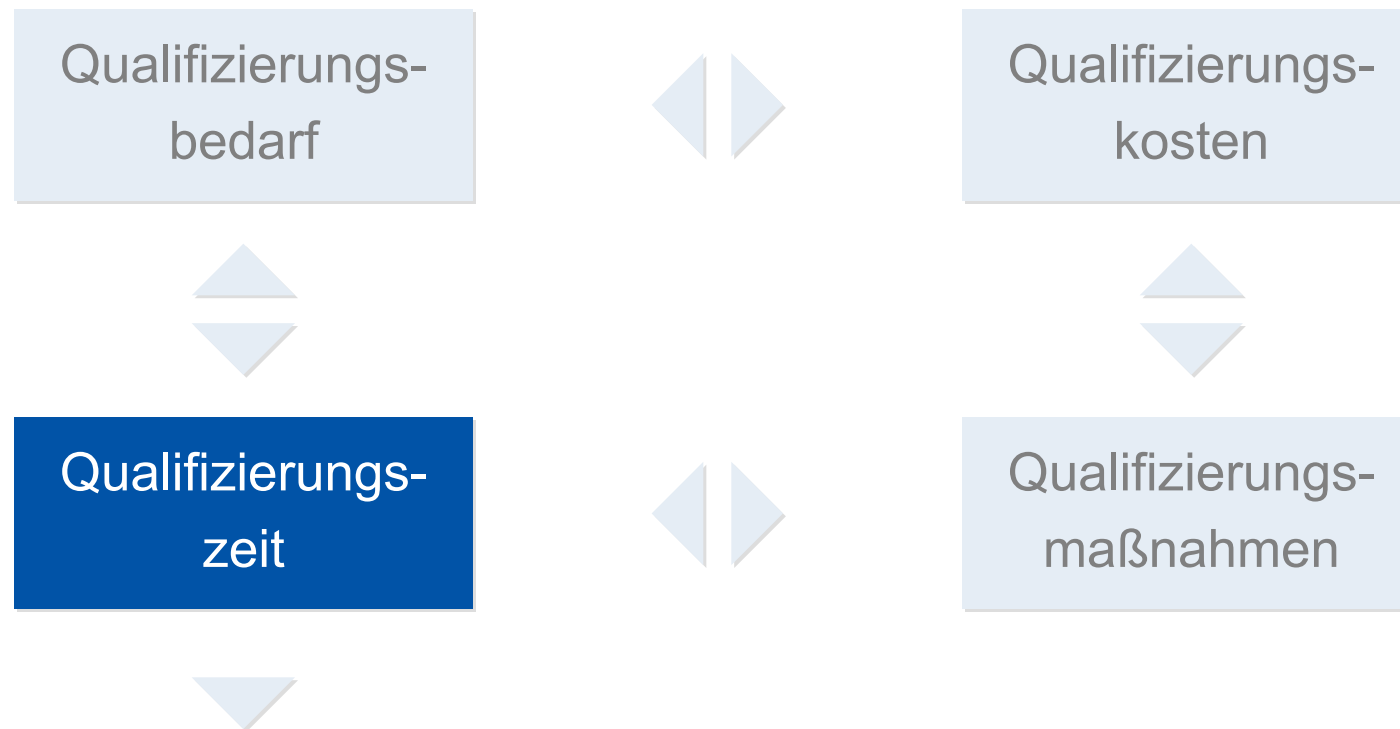 Qualifizierungs-
bedarf
Qualifizierungs-
kosten
Qualifizierungs-
zeit
Qualifizierungs-
maßnahmen